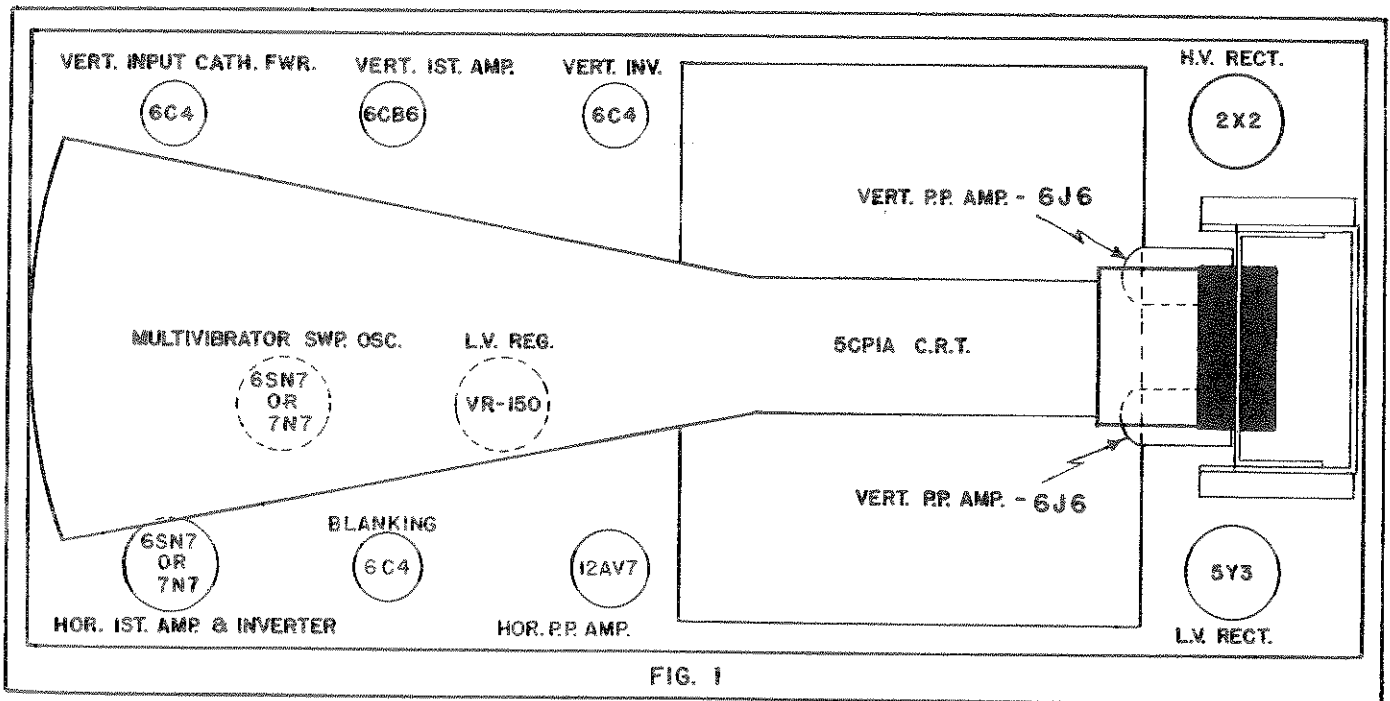 VERT. INPUT CATH. FWR.
VERT. IST. AMP.
VERT. INV.
H.V. RECT.
6C4
6CB6
6C4
2X2
VERT. P.P. AMP. - 6J6
MULTIVIBRATOR SWP. OSC.
L.V. REG.
5CPIA C.R.T.
6SN7
OR
7N7
VR-150
VERT. P.P. AMP. - 6J6
BLANKING
6SN7
OR
7N7
6C4
12AV7
5Y3
HOR. IST. AMP. & INVERTER
HOR. P.P. AMP.
L.V. RECT.
FIG. 1